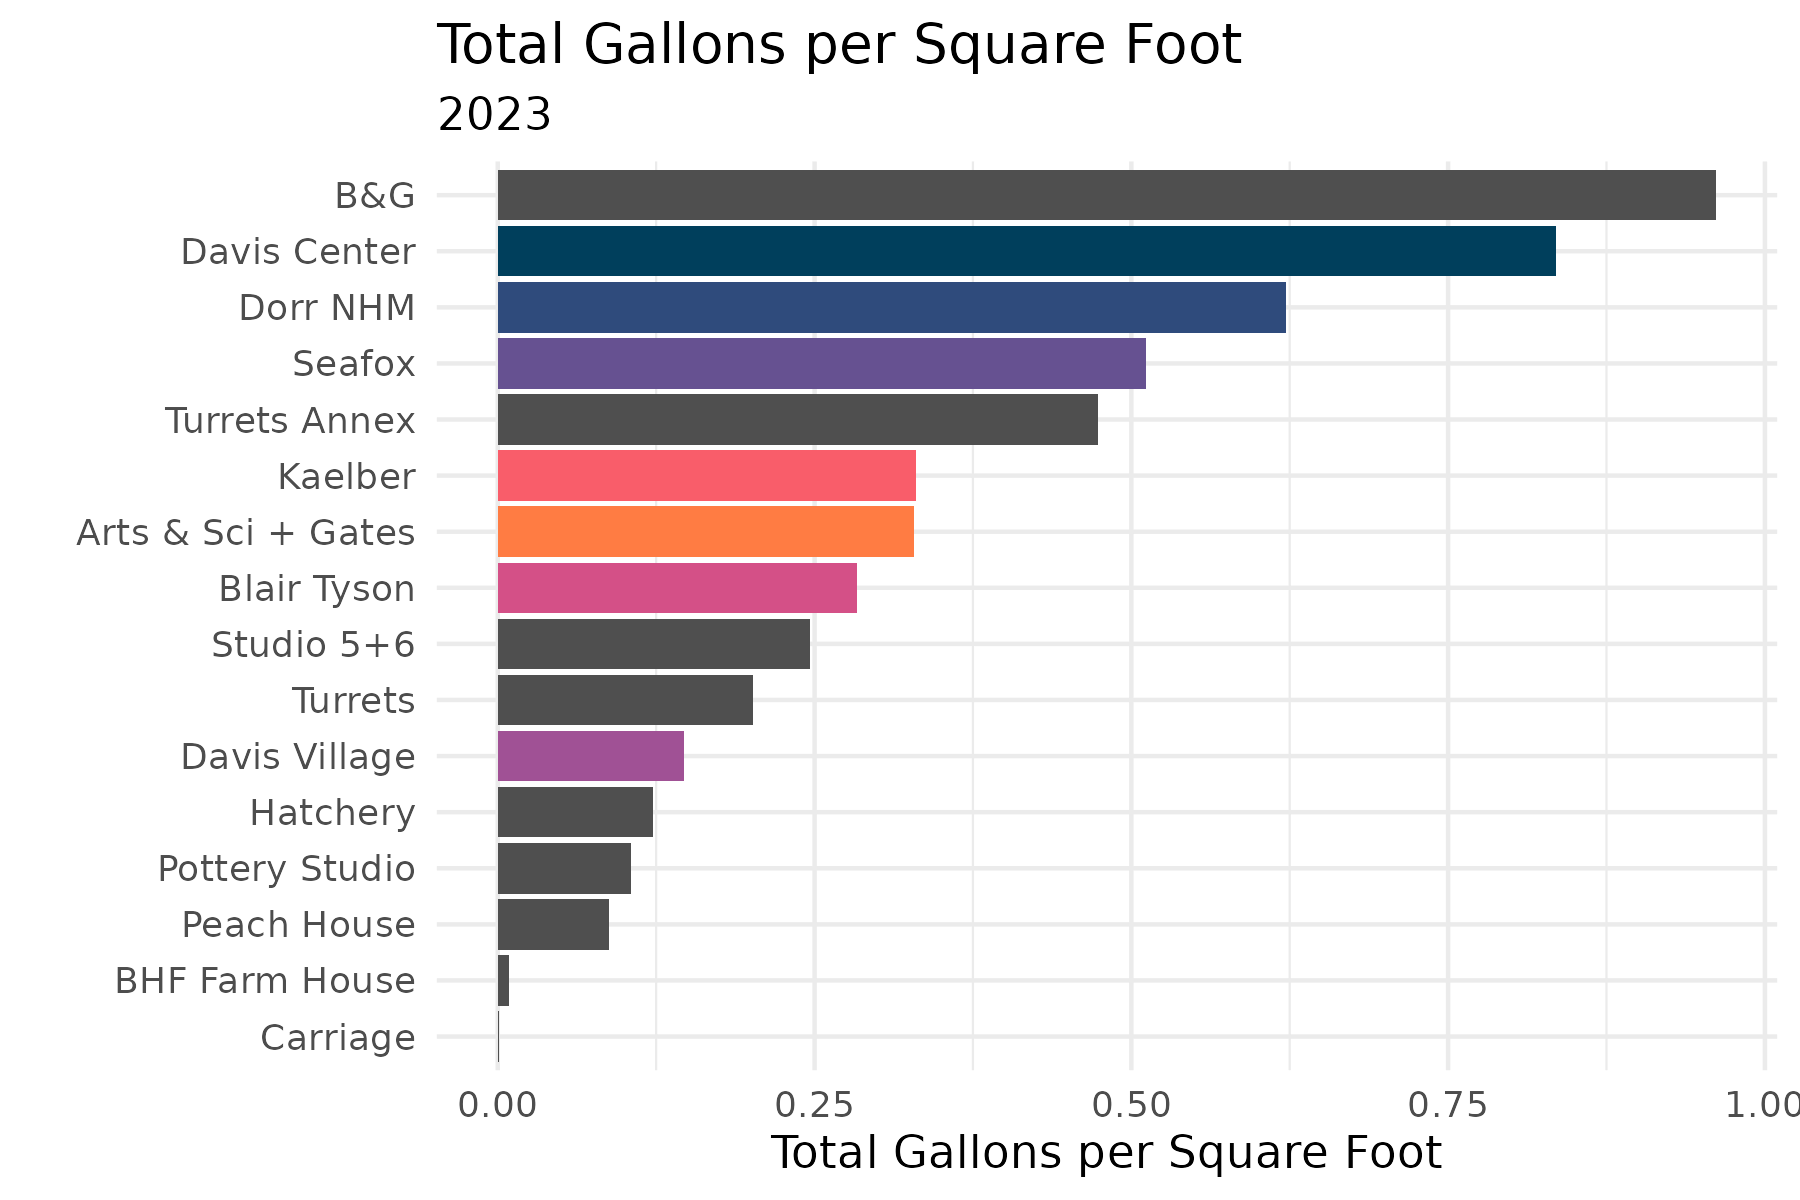 Total Gallons per Square Foot
2023
B&G
Davis Center
Dorr NHM
Seafox
Turrets Annex
Kaelber
Arts & Sci + Gates
Blair Tyson
Studio 5+6
Turrets
Davis Village
Hatchery
Pottery Studio
Peach House
BHF Farm House
Carriage
0.00 0.25 0.50 0.75 1.00
Total Gallons per Square Foot